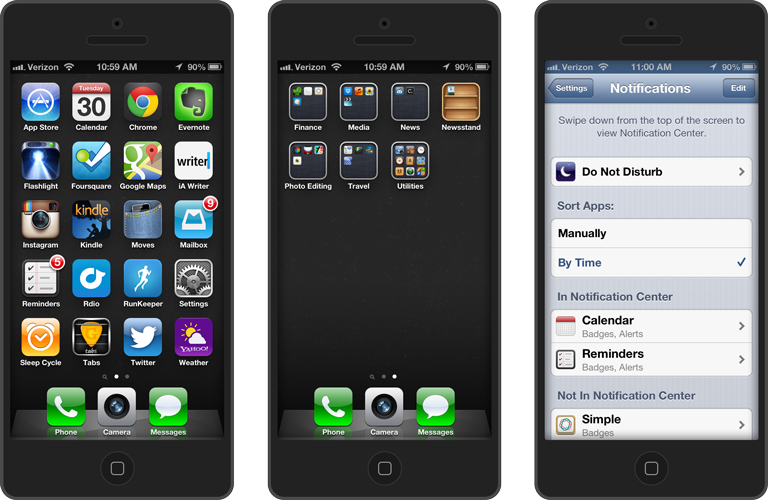 Verizon 10:59 AM 90%
Tuesday
30
App Store Calendar Chrome Evernote
writer
Flashlight Foursquare Google Maps iA Writer
kindle
9
Instagram Kindle Moves Mailbox
5
Reminders Rdio RunKeeper Settings
tabs
YAHOO!
Sleep Cycle Tabs Twitter Weather
Phone Camera Messages
Verizon 10:59 AM 90%
Finance Media News Newsstand
Photo Editing Travel Utilities
Phone Camera Messages
Verizon 11:00 AM 90%
Settings Notifications Edit
Swipe down from the top of the screen to
view Notification Center.
Do Not Disturb
Sort Apps:
Manually
By Time
In Notification Center
Calendar
Badges, Alerts
Reminders
Badges, Alerts
Not In Notification Center
Simple
Badges